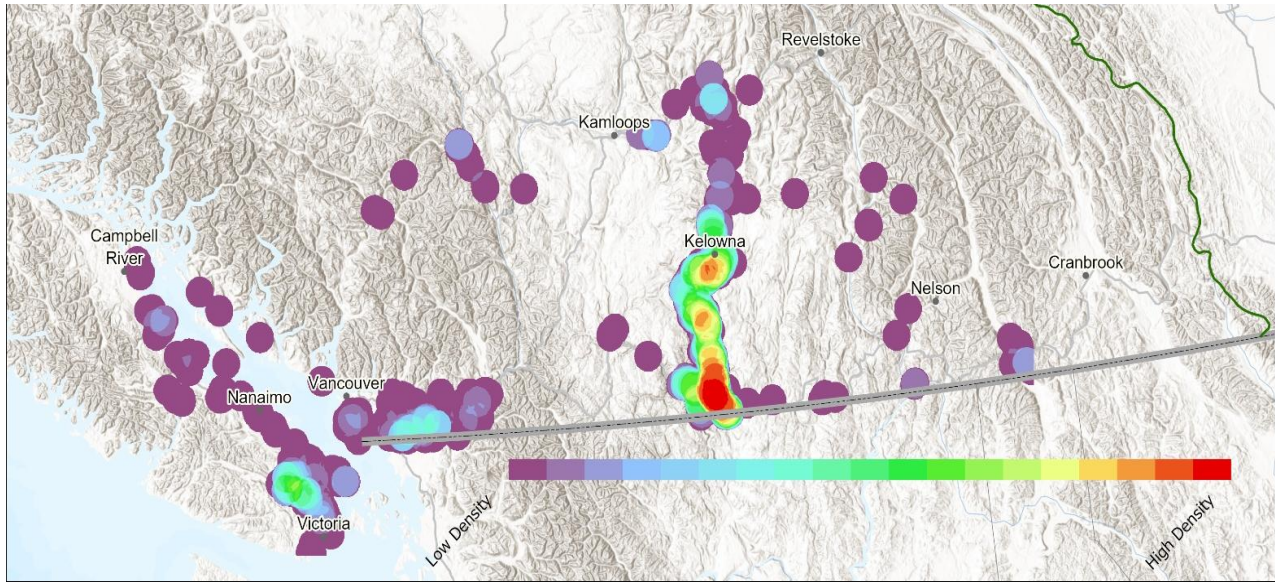 Revelstoke
Kamloops
Campbell
River
Kelowna
Cranbrook
Nelson
Vancouver
Nanaimo
Victoria
Low Density
High Density